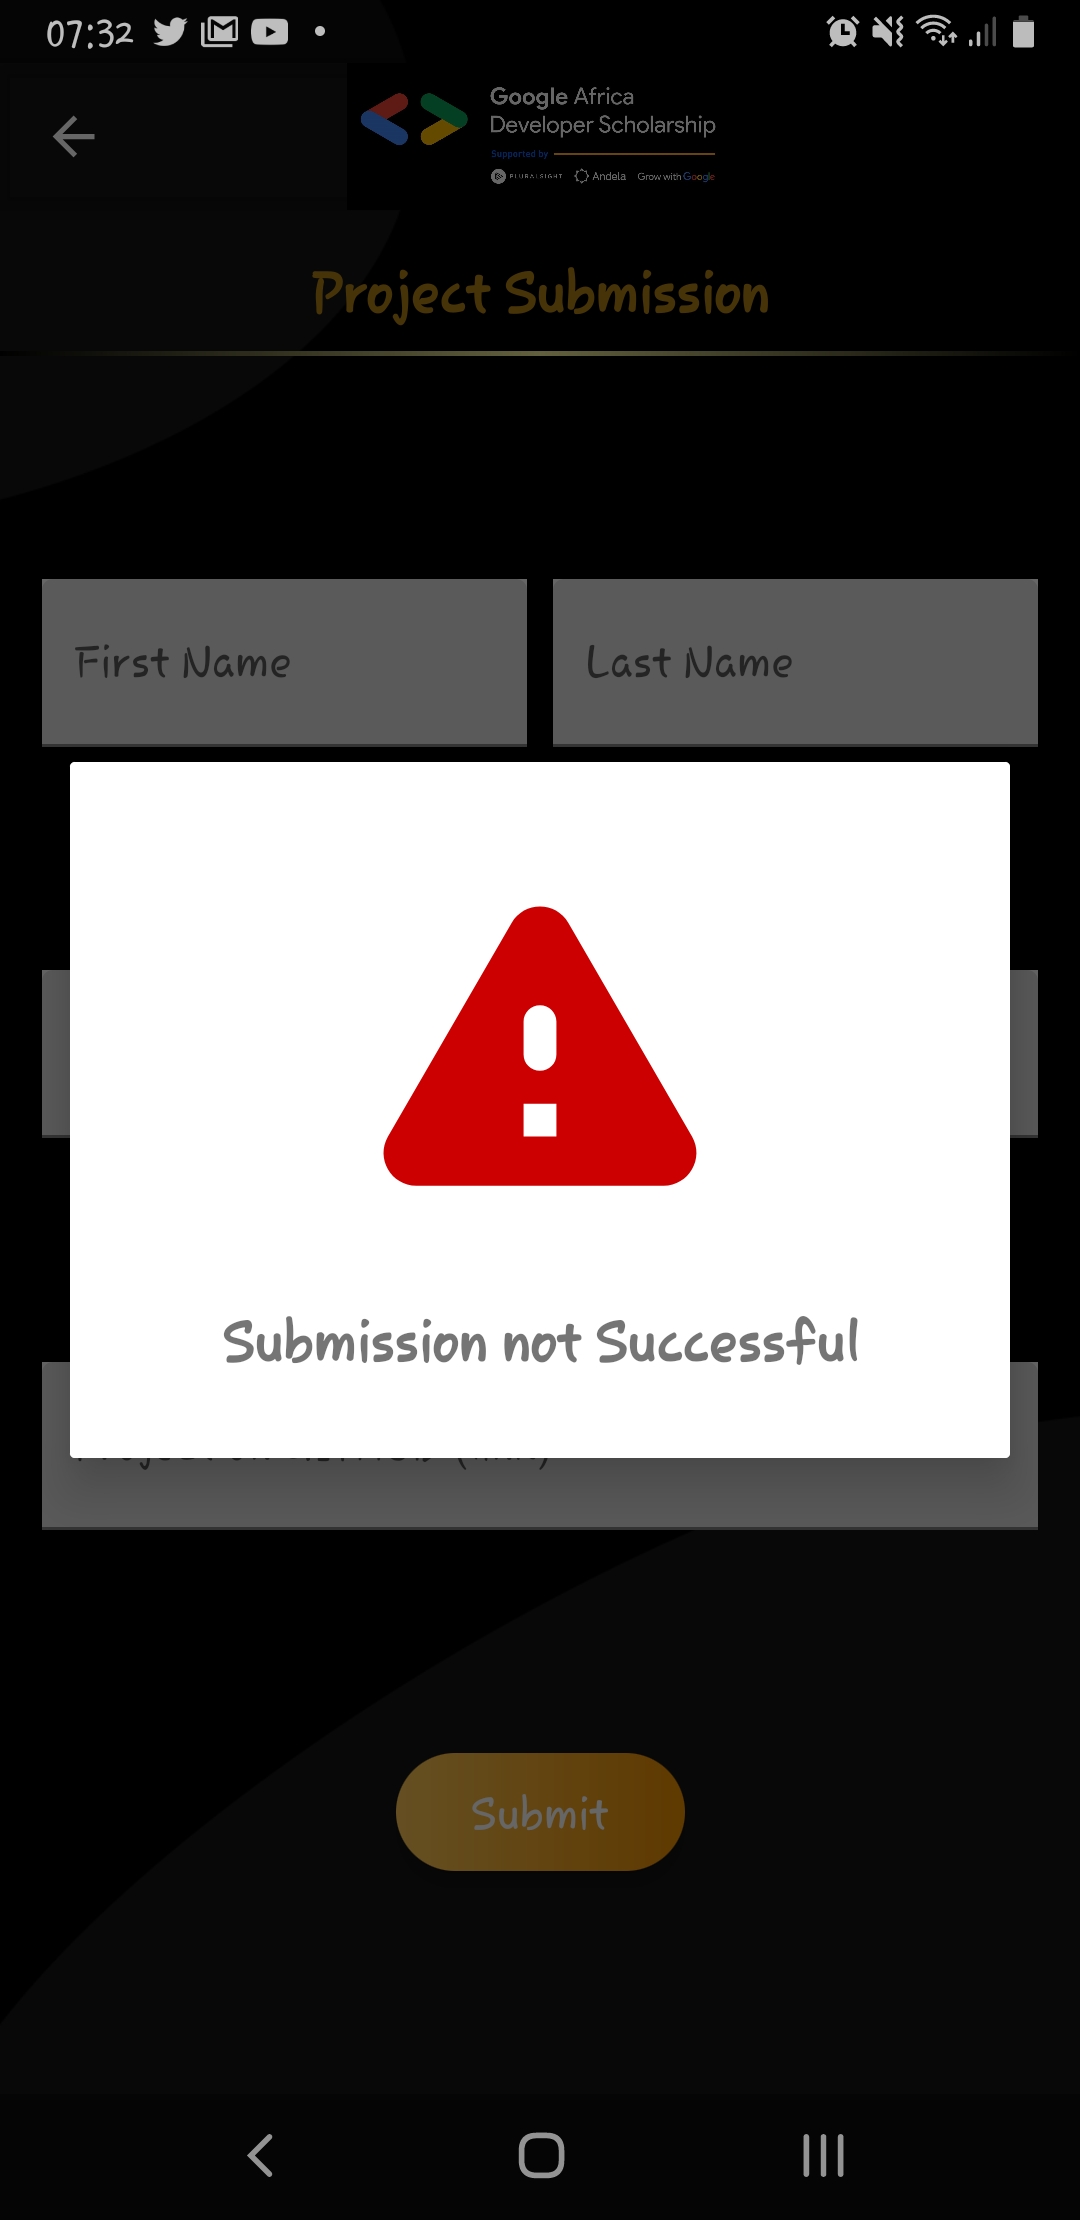 07:32
Google Africa
Developer Scholarship
Supported by
PLURALSIGHT Andela Grow with Google
Project Submission
First Name
Last Name
Submission not Successful
Submit